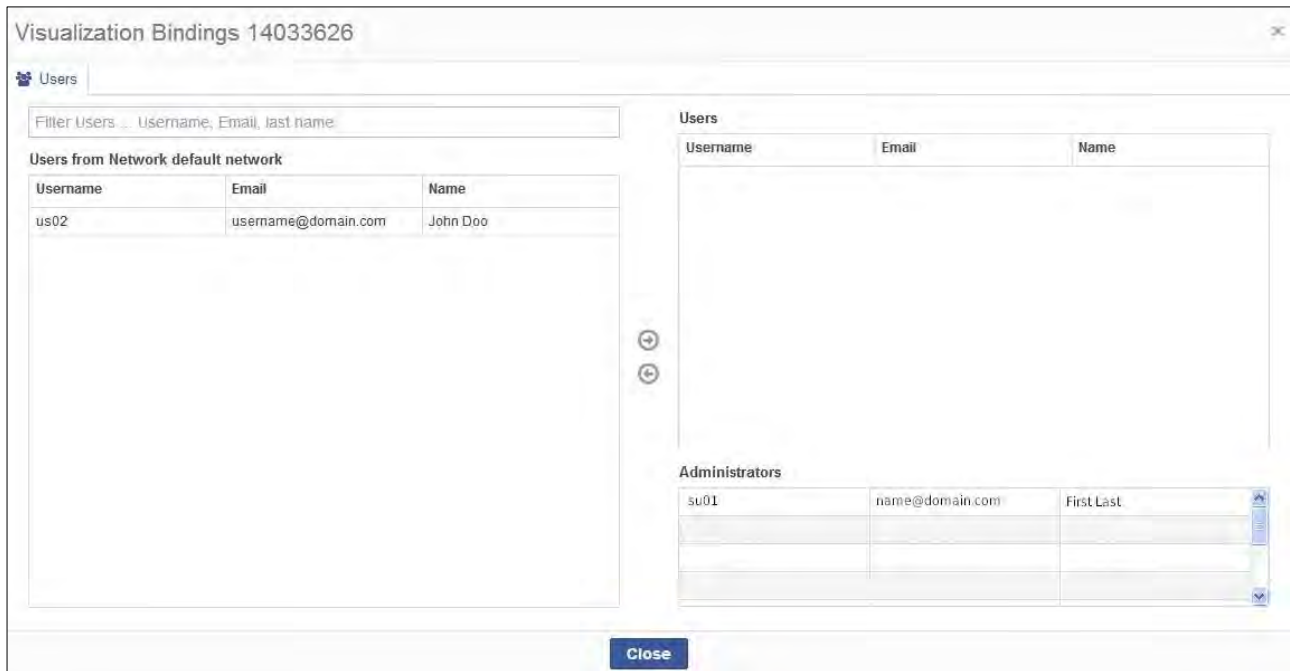 Visualization Bindings 14033626
Users
Filter Users ... Username, Email, last name
Users from Network default network
Username Email Name
us02 username@domain.com John Doo
Users
Username Email Name
Administrators
su01 name@domain.com First Last
Close